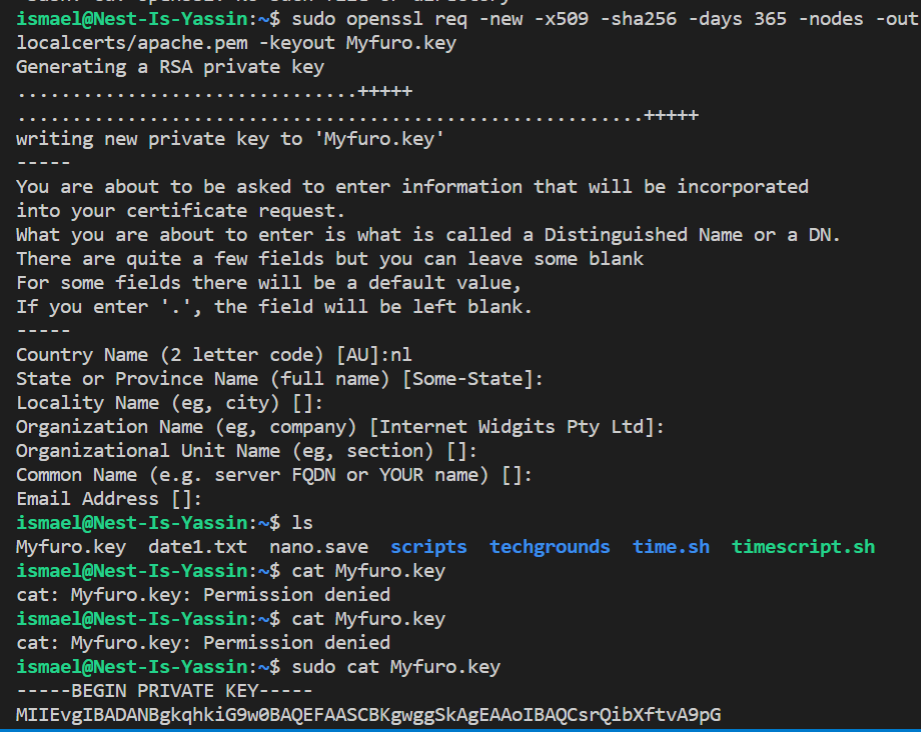 ismael@Nest-Is-Yassin:~$ sudo openssl req -new -x509 -sha256 -days 365 -nodes -out
localcerts/apache.pem -keyout Myfuro.key
Generating a RSA private key
...............................+++++
..........................................................+++++
writing new private key to 'Myfuro.key'
-----
You are about to be asked to enter information that will be incorporated
into your certificate request.
What you are about to enter is what is called a Distinguished Name or a DN.
There are quite a few fields but you can leave some blank
For some fields there will be a default value,
If you enter '.', the field will be left blank.
-----
Country Name (2 letter code) [AU]:nl
State or Province Name (full name) [Some-State]:
Locality Name (eg, city) []:
Organization Name (eg, company) [Internet Widgits Pty Ltd]:
Organizational Unit Name (eg, section) []:
Common Name (e.g. server FQDN or YOUR name) []:
Email Address []:
ismael@Nest-Is-Yassin:~$ ls
Myfuro.key  date1.txt  nano.save  scripts  techgrounds  time.sh  timescript.sh
ismael@Nest-Is-Yassin:~$ cat Myfuro.key
cat: Myfuro.key: Permission denied
ismael@Nest-Is-Yassin:~$ cat Myfuro.key
cat: Myfuro.key: Permission denied
ismael@Nest-Is-Yassin:~$ sudo cat Myfuro.key
-----BEGIN PRIVATE KEY-----
MIIEvgIBADANBgkqhkiG9w0BAQEFAASCBKgwggSkAgEAAoIBAQCsrQibXftvA9pG